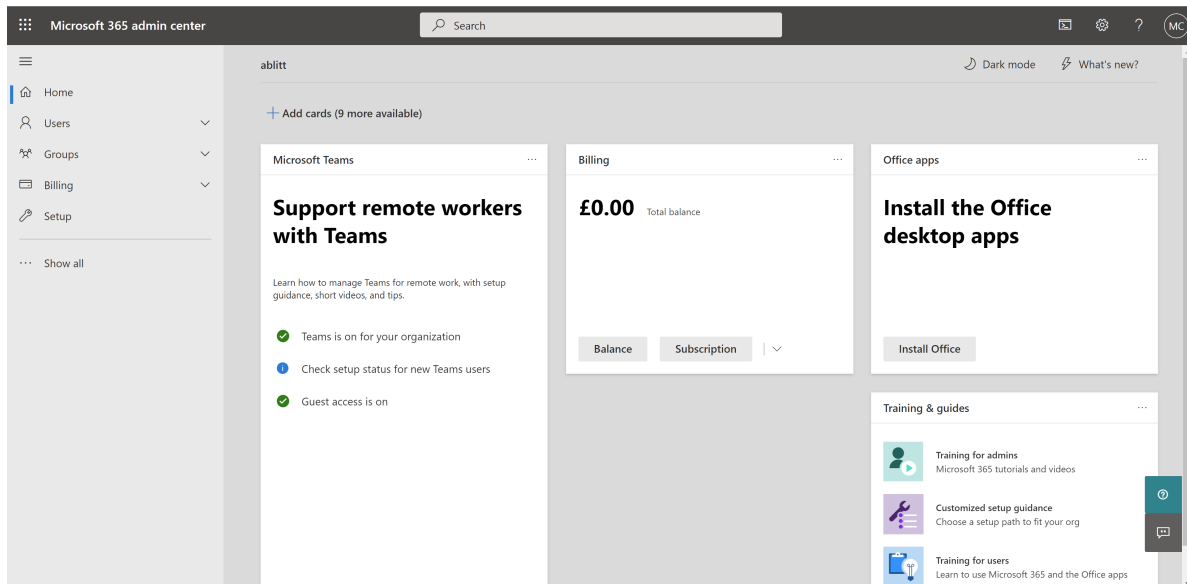 Microsoft 365 admin center
Search
MC
ablitt
Dark mode
What's new?
Home
Users
Groups
Billing
Setup
Show all
Add cards (9 more available)
Microsoft Teams
Support remote workers
with Teams
Learn how to manage Teams for remote work, with setup
guidance, short videos, and tips.
Teams is on for your organization
Check setup status for new Teams users
Guest access is on
Billing
£0.00 Total balance
Balance
Subscription
Office apps
Install the Office
desktop apps
Install Office
Training & guides
Training for admins
Microsoft 365 tutorials and videos
Customized setup guidance
Choose a setup path to fit your org
Training for users
Learn to use Microsoft 365 and the Office apps